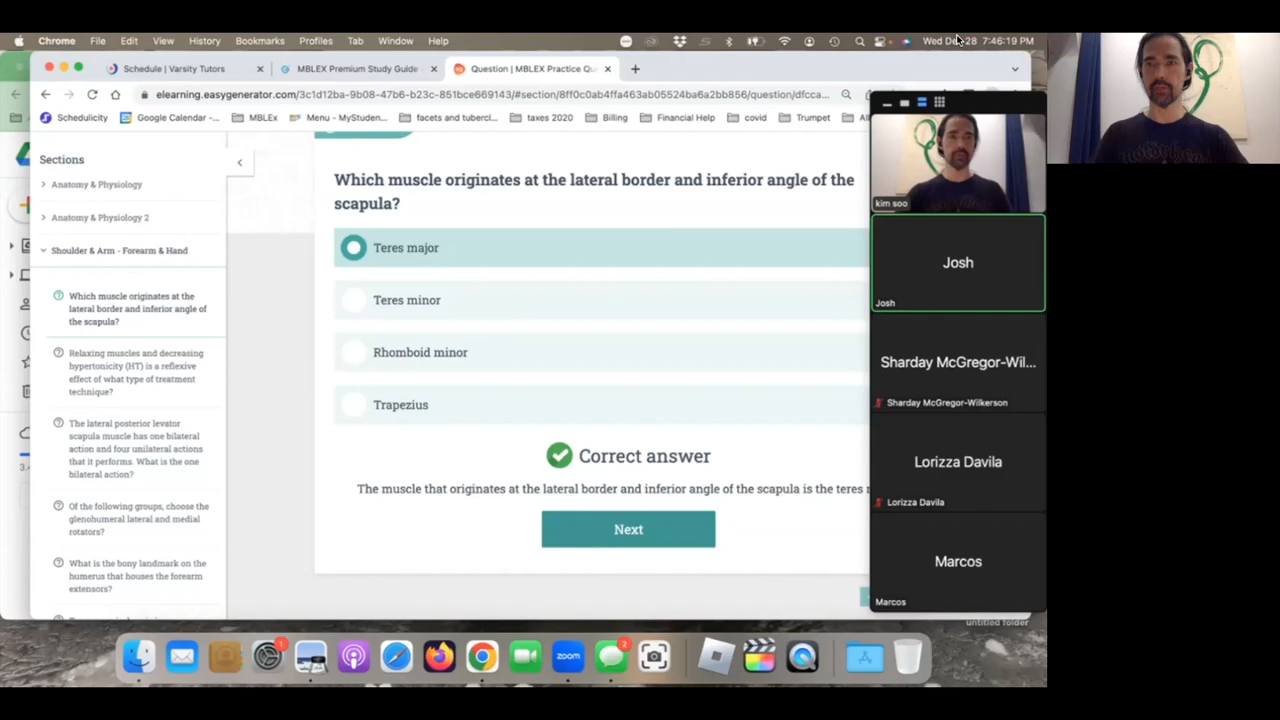 Chrome File Edit View History Bookmarks Profiles Tab Window Help
7:46:19 PM
Schedule | Varsity Tutors
MBLEX Premium Study Guide
Question | MBLEX Practice Qu
elearning.easygenerator.com/3c1d12ba-9b08-47b6-b23c-851bce669143/#section/8ff0c0ab4ffa463ab05524ba6a2bb856/question/dfcca...
Schedulicity
Google Calendar -...
MBLEx
Menu - MyStuden...
facets and tubercl...
taxes 2020
Billing
Financial Help
covid
Trumpet
Sections
Anatomy & Physiology
Anatomy & Physiology 2
Shoulder & Arm - Forearm & Hand
Which muscle originates at the
lateral border and inferior angle of
the scapula?
Relaxing muscles and decreasing
hypertonicity (HT) is a reflexive
effect of what type of treatment
technique?
The lateral posterior levator
scapula muscle has one bilateral
action and four unilateral actions
that it performs. What is the one
bilateral action?
Of the following groups, choose the
glenohumeral lateral and medial
rotators?
What is the bony landmark on the
humerus that houses the forearm
extensors?
Which muscle originates at the lateral border and inferior angle of the
scapula?
Teres major
Teres minor
Rhomboid minor
Trapezius
Correct answer
The muscle that originates at the lateral border and inferior angle of the scapula is the teres
Next
kim soo
Josh
Josh
Sharday McGregor-Wil...
Sharday McGregor-Wilkerson
Lorizza Davila
Lorizza Davila
Marcos
Marcos
untitled folder
1
zoom
2